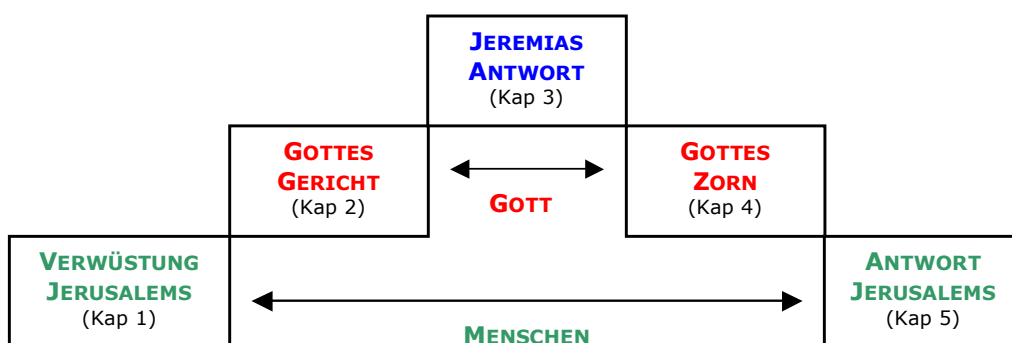 JEREMIAS
ANTWORT
(Kap 3)
GOTTES
GERICHT
(Kap 2)
GOTT
GOTTES
ZORN
(Kap 4)
VERWÜSTUNG
JERUSALEMS
(Kap 1)
MENSCHEN
ANTWORT
JERUSALEMS
(Kap 5)